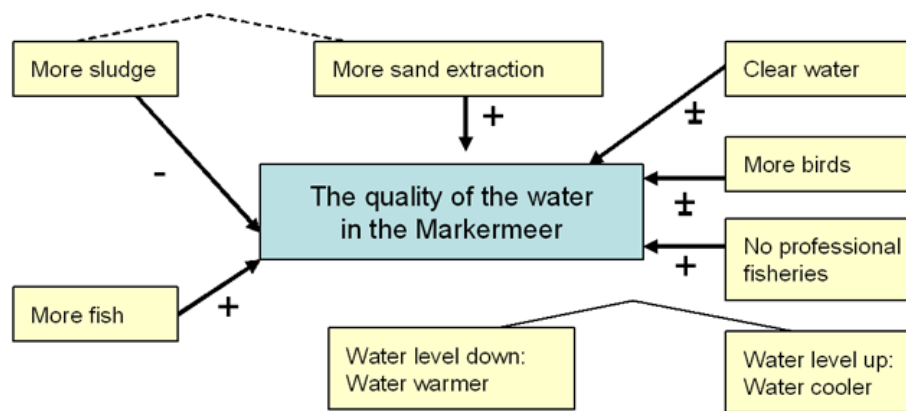 More sludge
More sand extraction
Clear water
+
±
-
More birds
The quality of the water
in the Markermeer
±
No professional
fisheries
+
More fish
+
Water level down:
Water warmer
Water level up:
Water cooler